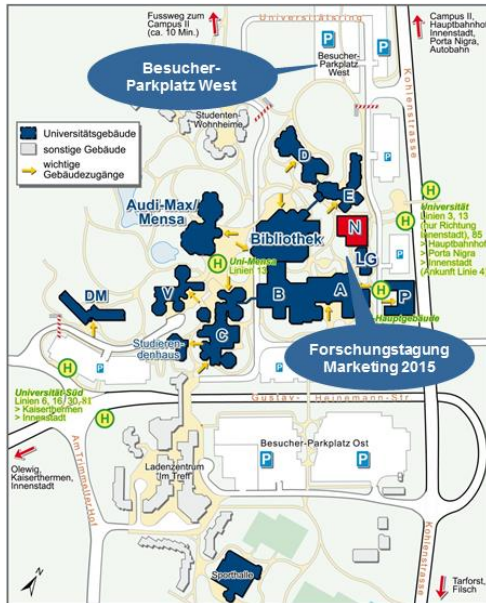 Fussweg zum
Campus II
(ca. 10 Min.)
Universitätsring
Campus II,
Hauptbahnhof
Innenstadt,
Porta Nigra,
Autobahn
Kohlenstrasse
Besucher-
Parkplatz West
P
Besucher-
Parkplatz
West
P
P
Studenten-
Wohnheime
Universitätsgebäude
sonstige Gebäude
wichtige
Gebäudezugänge
D
E
P
H
Universität
Linien 3, 13
(nur Richtung
Innenstadt), 85
> Hauptbahnhof
> Porta Nigra
> Innenstadt
(Ankunft Linie 4)
Audi-Max/
Mensa
N
Bibliothek
H
Uni-Mensa
Linien 13
LG
P
DM
V
B
A
H
P
Hauptgebäude
C
Studieren-
denhaus
H
Forschungstagung
Marketing 2015
Universität-Süd
Linien 6, 16, 30, 81
> Kaiserthermen
> Innenstadt
H
Gustav-Heinemann-Str
Besucher-Parkplatz Ost
P
P
Olewig,
Kaiserthermen,
Innenstadt
Am Trimmelter Hof
Ladenzentrum
'Im Treff'
Kohlenstrasse
N
Sporthalle
Tarforst,
Filsch